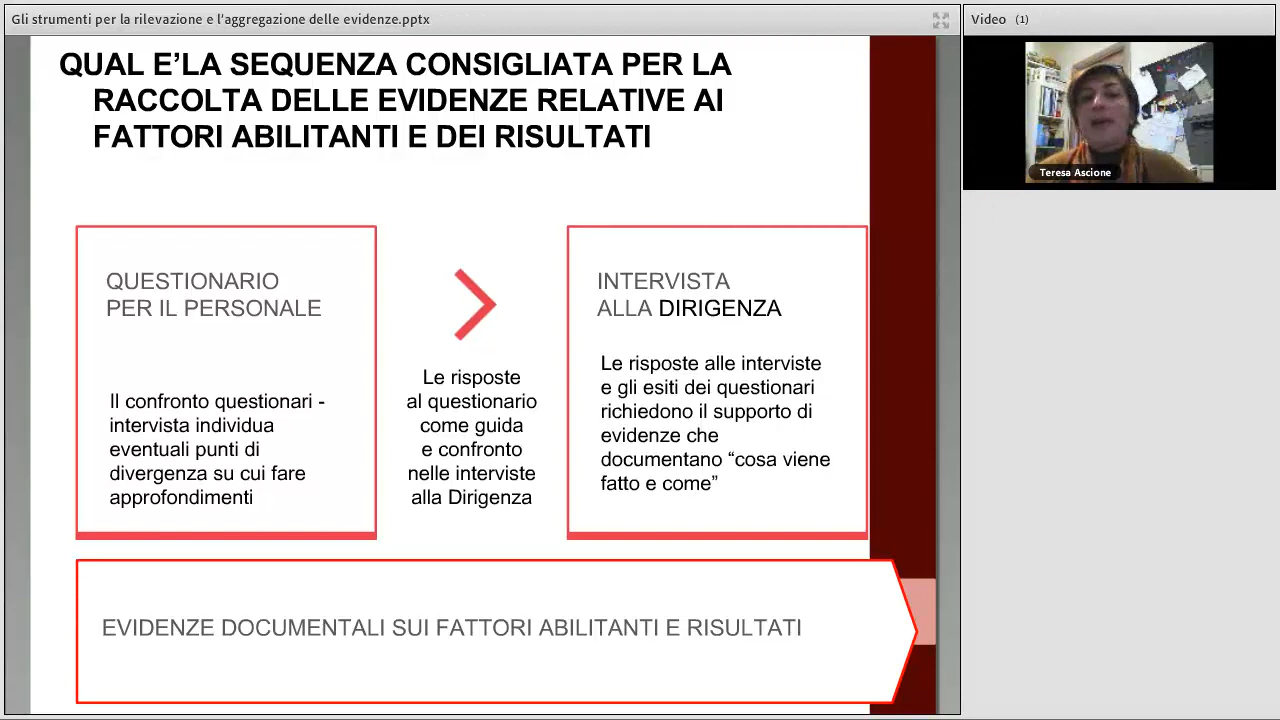 Gli strumenti per la rilevazione e l'aggregazione delle evidenze.pptx
Video (1)
Teresa Ascione
QUAL E’LA SEQUENZA CONSIGLIATA PER LA
RACCOLTA DELLE EVIDENZE RELATIVE AI
FATTORI ABILITANTI E DEI RISULTATI
QUESTIONARIO
PER IL PERSONALE
Il confronto questionari -
intervista individua
eventuali punti di
divergenza su cui fare
approfondimenti
Le risposte
al questionario
come guida
e confronto
nelle interviste
alla Dirigenza
INTERVISTA
ALLA DIRIGENZA
Le risposte alle interviste
e gli esiti dei questionari
richiedono il supporto di
evidenze che
documentano “cosa viene
fatto e come”
EVIDENZE DOCUMENTALI SUI FATTORI ABILITANTI E RISULTATI